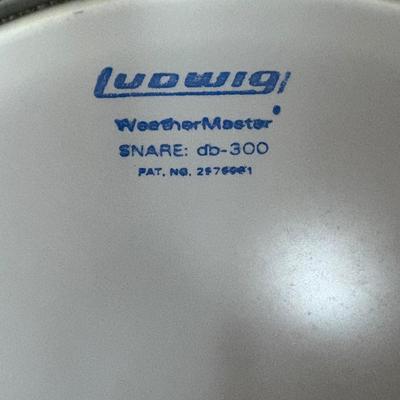 Ludwig
WeatherMaster
SNARE: db-300
PAT. NO.